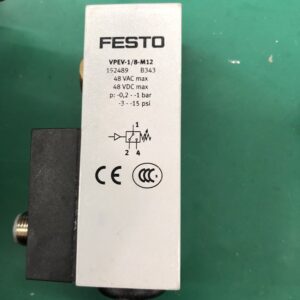 FESTO
VPEV-1/8-M12
192489 B343
48 VAC max
48 VDC max
p: -0,2 - -1 bar
-3 - -15 psi
1
2 4
CE CCC